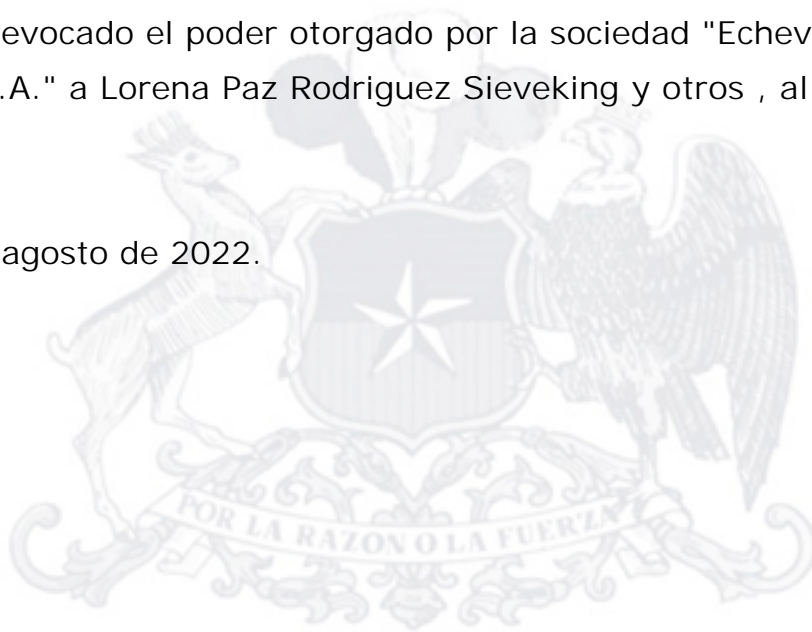 evocado el poder otorgado por la sociedad "Echev
.A." a Lorena Paz Rodriguez Sieveking y otros , al
agosto de 2022.
POR LA RAZON O LA FUERZA